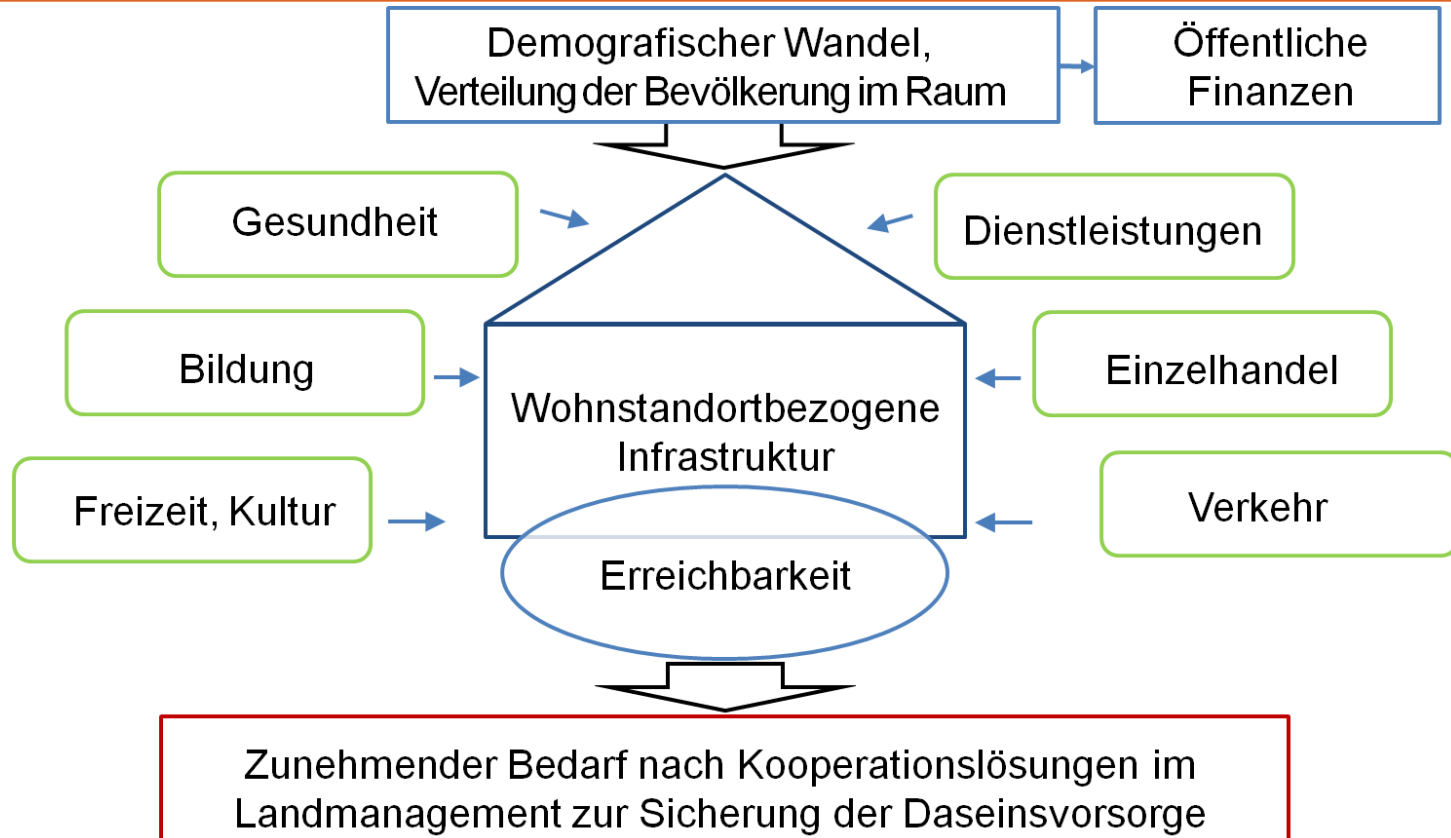 Demografischer Wandel,
Verteilung der Bevölkerung im Raum
Öffentliche
Finanzen
Gesundheit
Dienstleistungen
Bildung
Einzelhandel
Wohnstandortbezogene
Infrastruktur
Freizeit, Kultur
Verkehr
Erreichbarkeit
Zunehmender Bedarf nach Kooperationslösungen im
Landmanagement zur Sicherung der Daseinsvorsorge